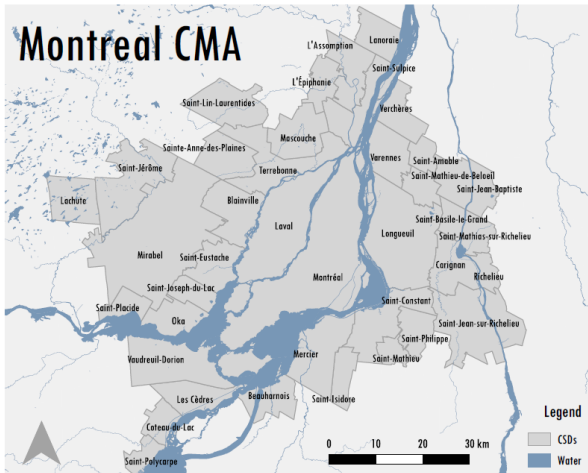 Montreal CMA
Lanoraie
L'Assomption
Saint-Sulpice
L'Épiphanie
Saint-Lin-Laurentides
Verchères
Mascouche
Sainte-Anne-des-Plaines
Varennes
Saint-Amable
Saint-Jérôme
Terrebonne
Saint-Mathieu-de-Beloeil
Saint-Jean-Baptiste
Lachute
Blainville
Saint-Basile-le-Grand
Laval
Longueuil
Saint-Mathias-sur-Richelieu
Mirabel
Saint-Eustache
Carignan
Richelieu
Montréal
Saint-Joseph-du-Lac
Saint-Placide
Saint-Constant
Oka
Saint-Jean-sur-Richelieu
Saint-Philippe
Vaudreuil-Dorion
Mercier
Saint-Mathieu
Les Cèdres
Beauharnois
Saint-Isidore
Coteau-du-Lac
Saint-Polycarpe
Legend
CSDs
Water
0 10 20 30 km